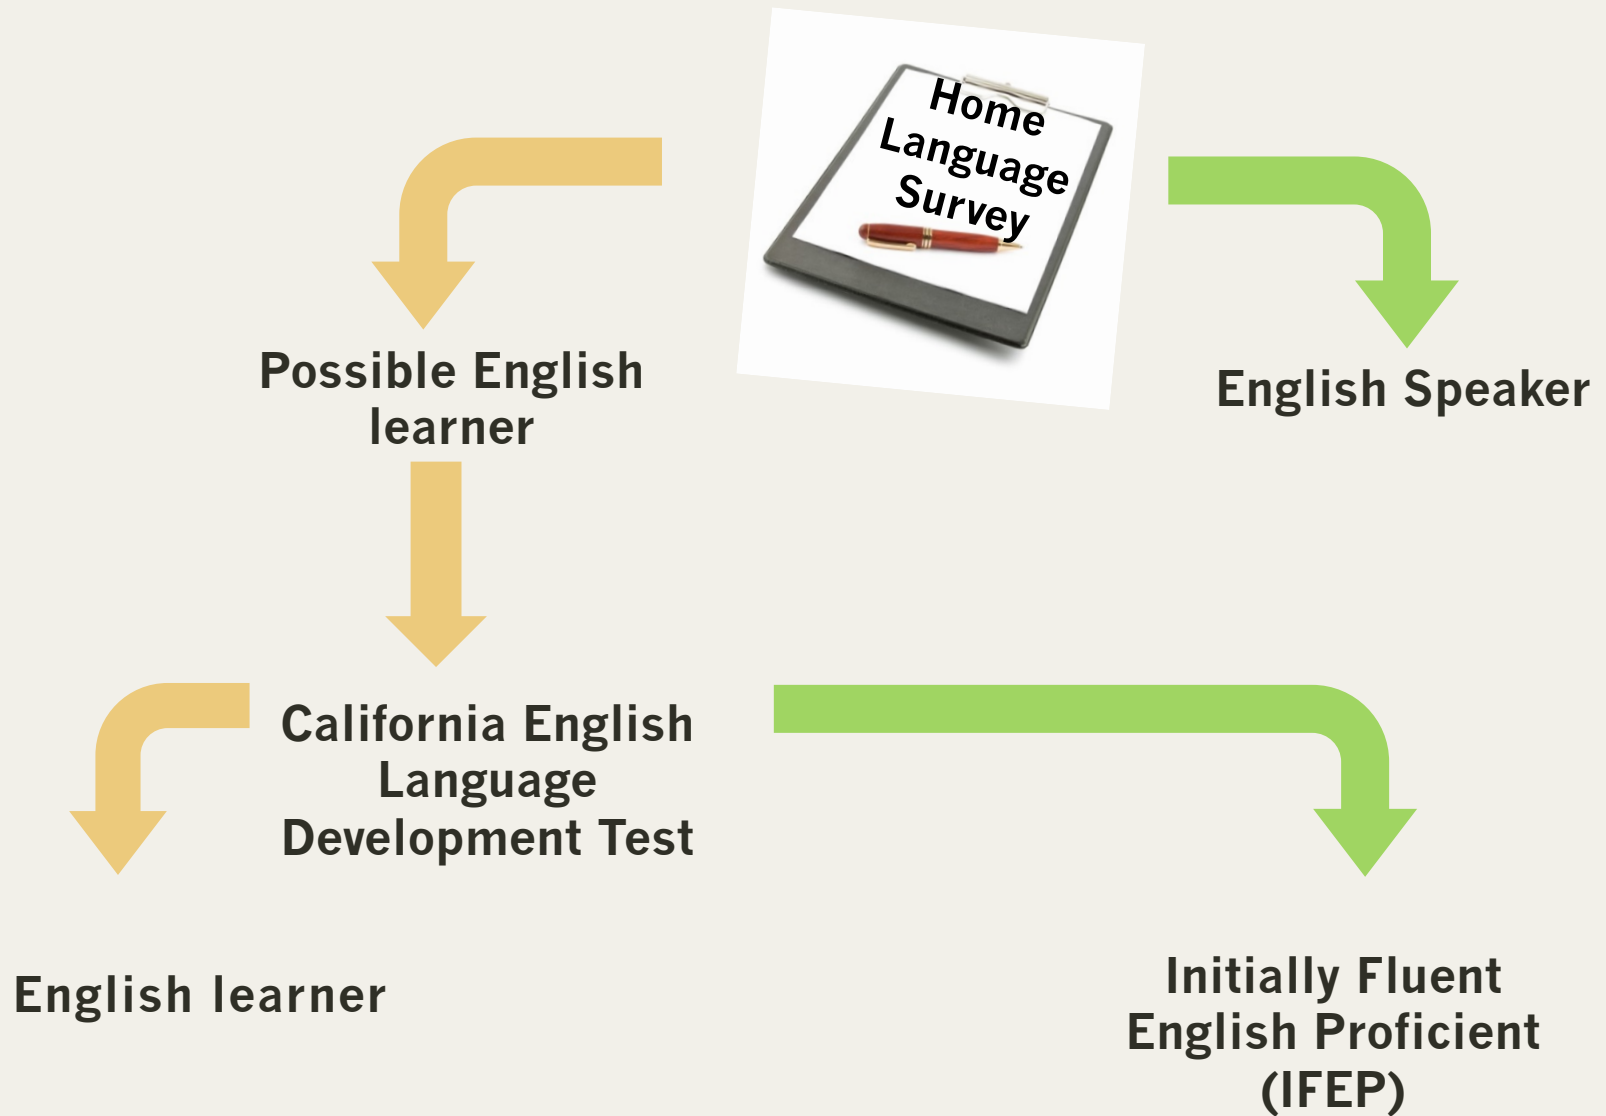 Home
Language
Survey
Possible English
learner
English Speaker
California English
Language
Development Test
English learner
Initially Fluent
English Proficient
(IFEP)